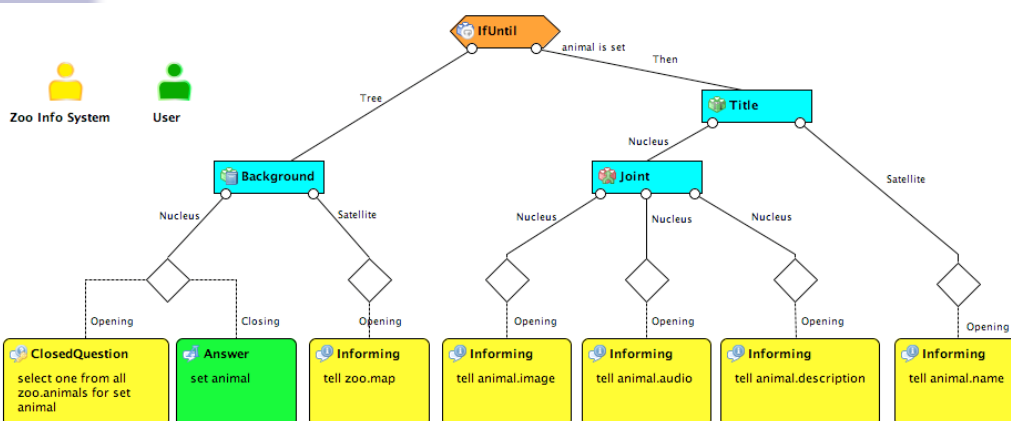 IfUntil
animal is set
Then
Tree
Zoo Info System
User
Title
Nucleus
Satellite
Background
Joint
Nucleus
Satellite
Nucleus
Nucleus
Nucleus
Opening
Closing
Opening
Opening
Opening
Opening
Opening
ClosedQuestion
select one from all
zoo.animals for set
animal
Answer
set animal
Informing
tell zoo.map
Informing
tell animal.image
Informing
tell animal.audio
Informing
tell animal.description
Informing
tell animal.name